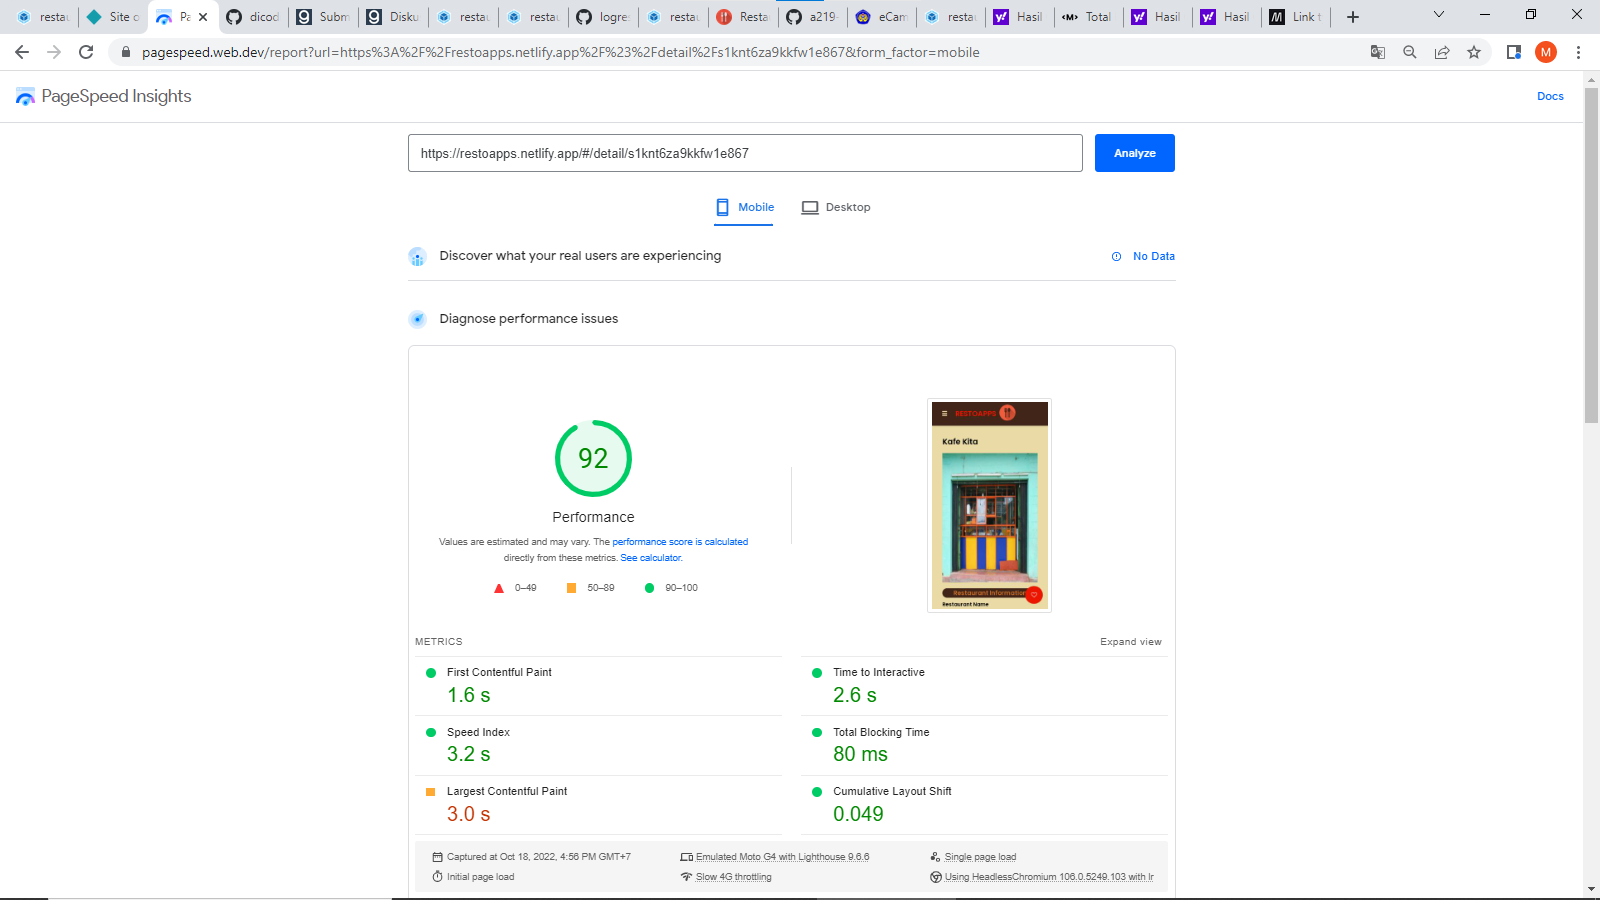 restau
Site o
Pa
dicod
Subm
Disku
restau
restau
logre
restau
Resta
a219-
eCam
restau
Hasil
Total
Hasil
Hasil
Link t
pagespeed.web.dev/report?url=https%3A%2F%2Frestoapps.netlify.app%2F%23%2Fdetail%2Fs1knt6za9kkfw1e867&form_factor=mobile
M
PageSpeed Insights
Docs
https://restoapps.netlify.app/#/detail/s1knt6za9kkfw1e867
Analyze
Mobile
Desktop
Discover what your real users are experiencing
No Data
Diagnose performance issues
92
Performance
Values are estimated and may vary. The performance score is calculated
directly from these metrics. See calculator.
0–49
50–89
90–100
RESTOAPPS
Kafe Kita
Restaurant Information
Restaurant Name
METRICS
Expand view
First Contentful Paint
1.6 s
Time to Interactive
2.6 s
Speed Index
3.2 s
Total Blocking Time
80 ms
Largest Contentful Paint
3.0 s
Cumulative Layout Shift
0.049
Captured at Oct 18, 2022, 4:56 PM GMT+7
Emulated Moto G4 with Lighthouse 9.6.6
Single page load
Initial page load
Slow 4G throttling
Using HeadlessChromium 106.0.5249.103 with lr